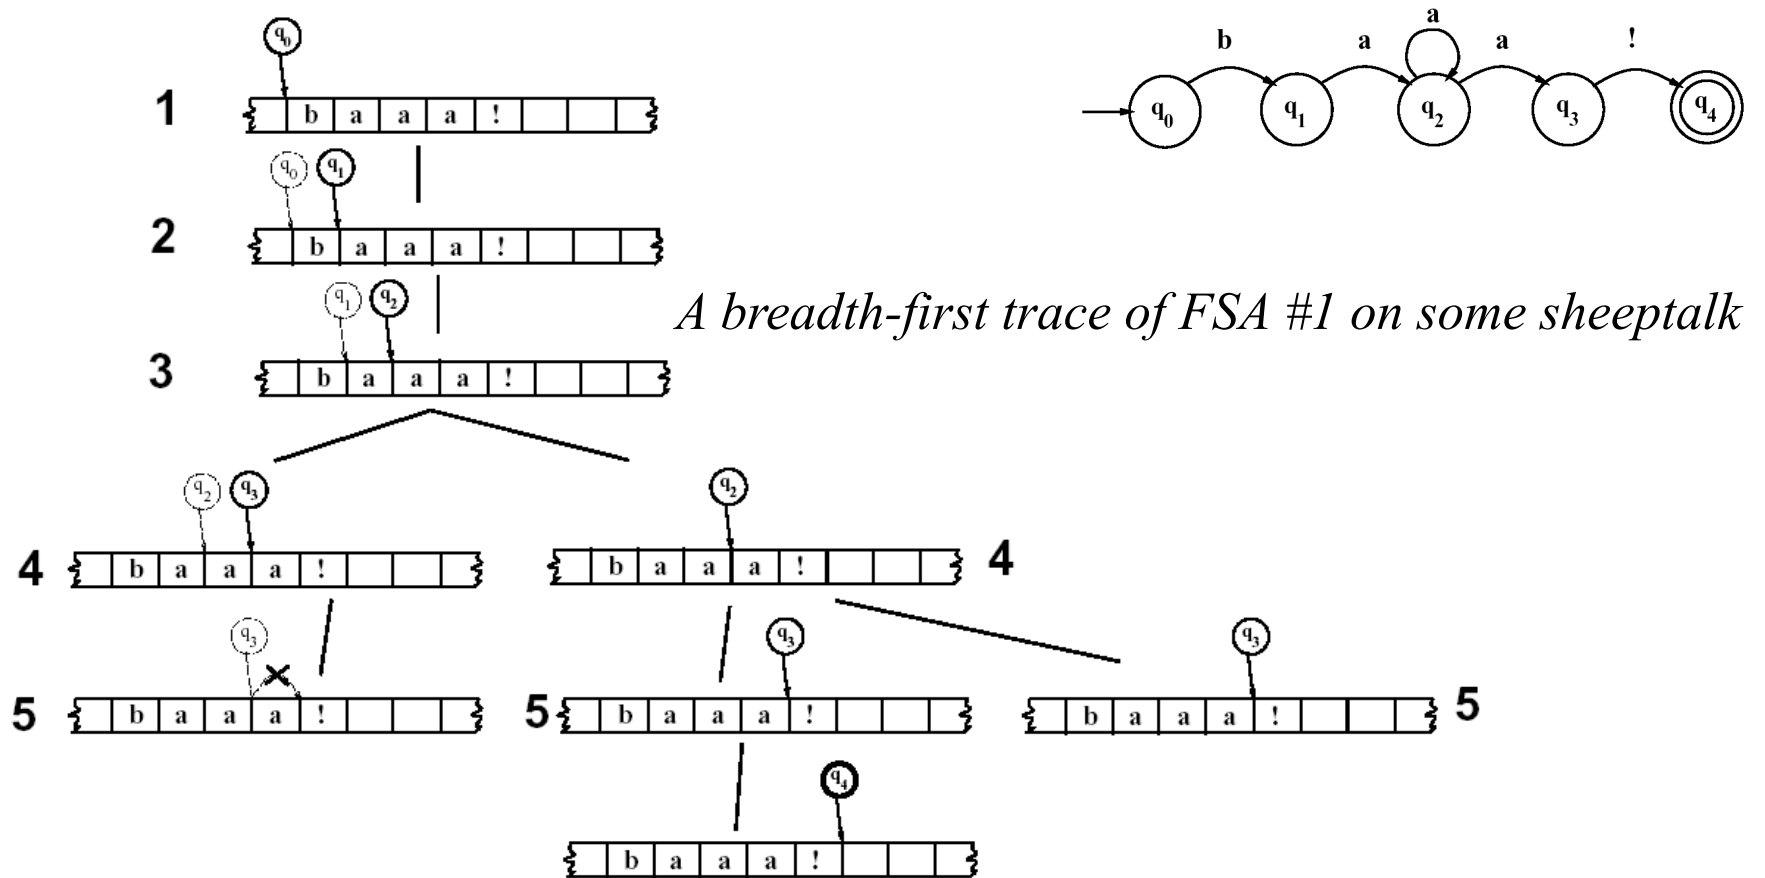 q0
b a a !
a
q0 q1 q2 q3 q4
1
b a a a !
q0 q1
2
b a a a !
q1 q2
A breadth-first trace of FSA #1 on some sheeptalk
3
b a a a !
q2 q3
q2
4
b a a a !
b a a a !
4
q3
q3
q3
5
b a a a !
5
b a a a !
b a a a !
5
q4
b a a a !